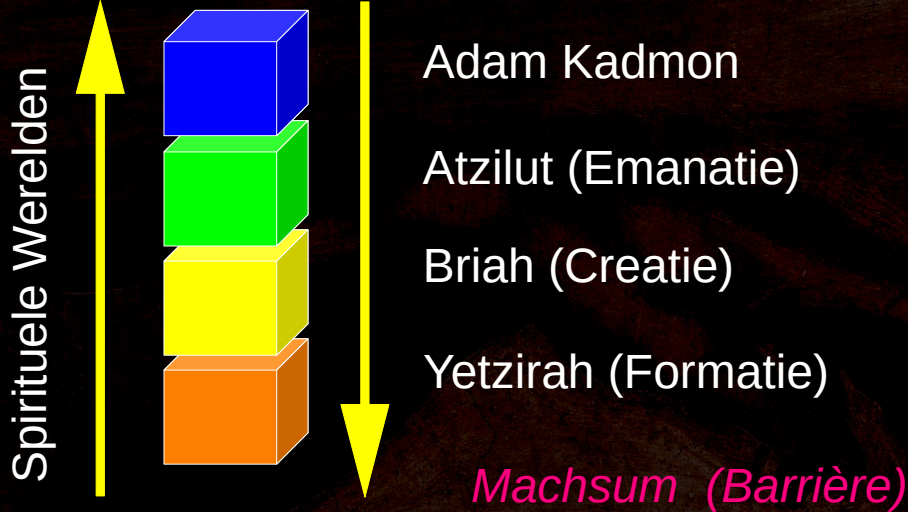 Spirituele Werelden
Adam Kadmon
Atzilut (Emanatie)
Briah (Creatie)
Yetzirah (Formatie)
Machsum (Barrière)